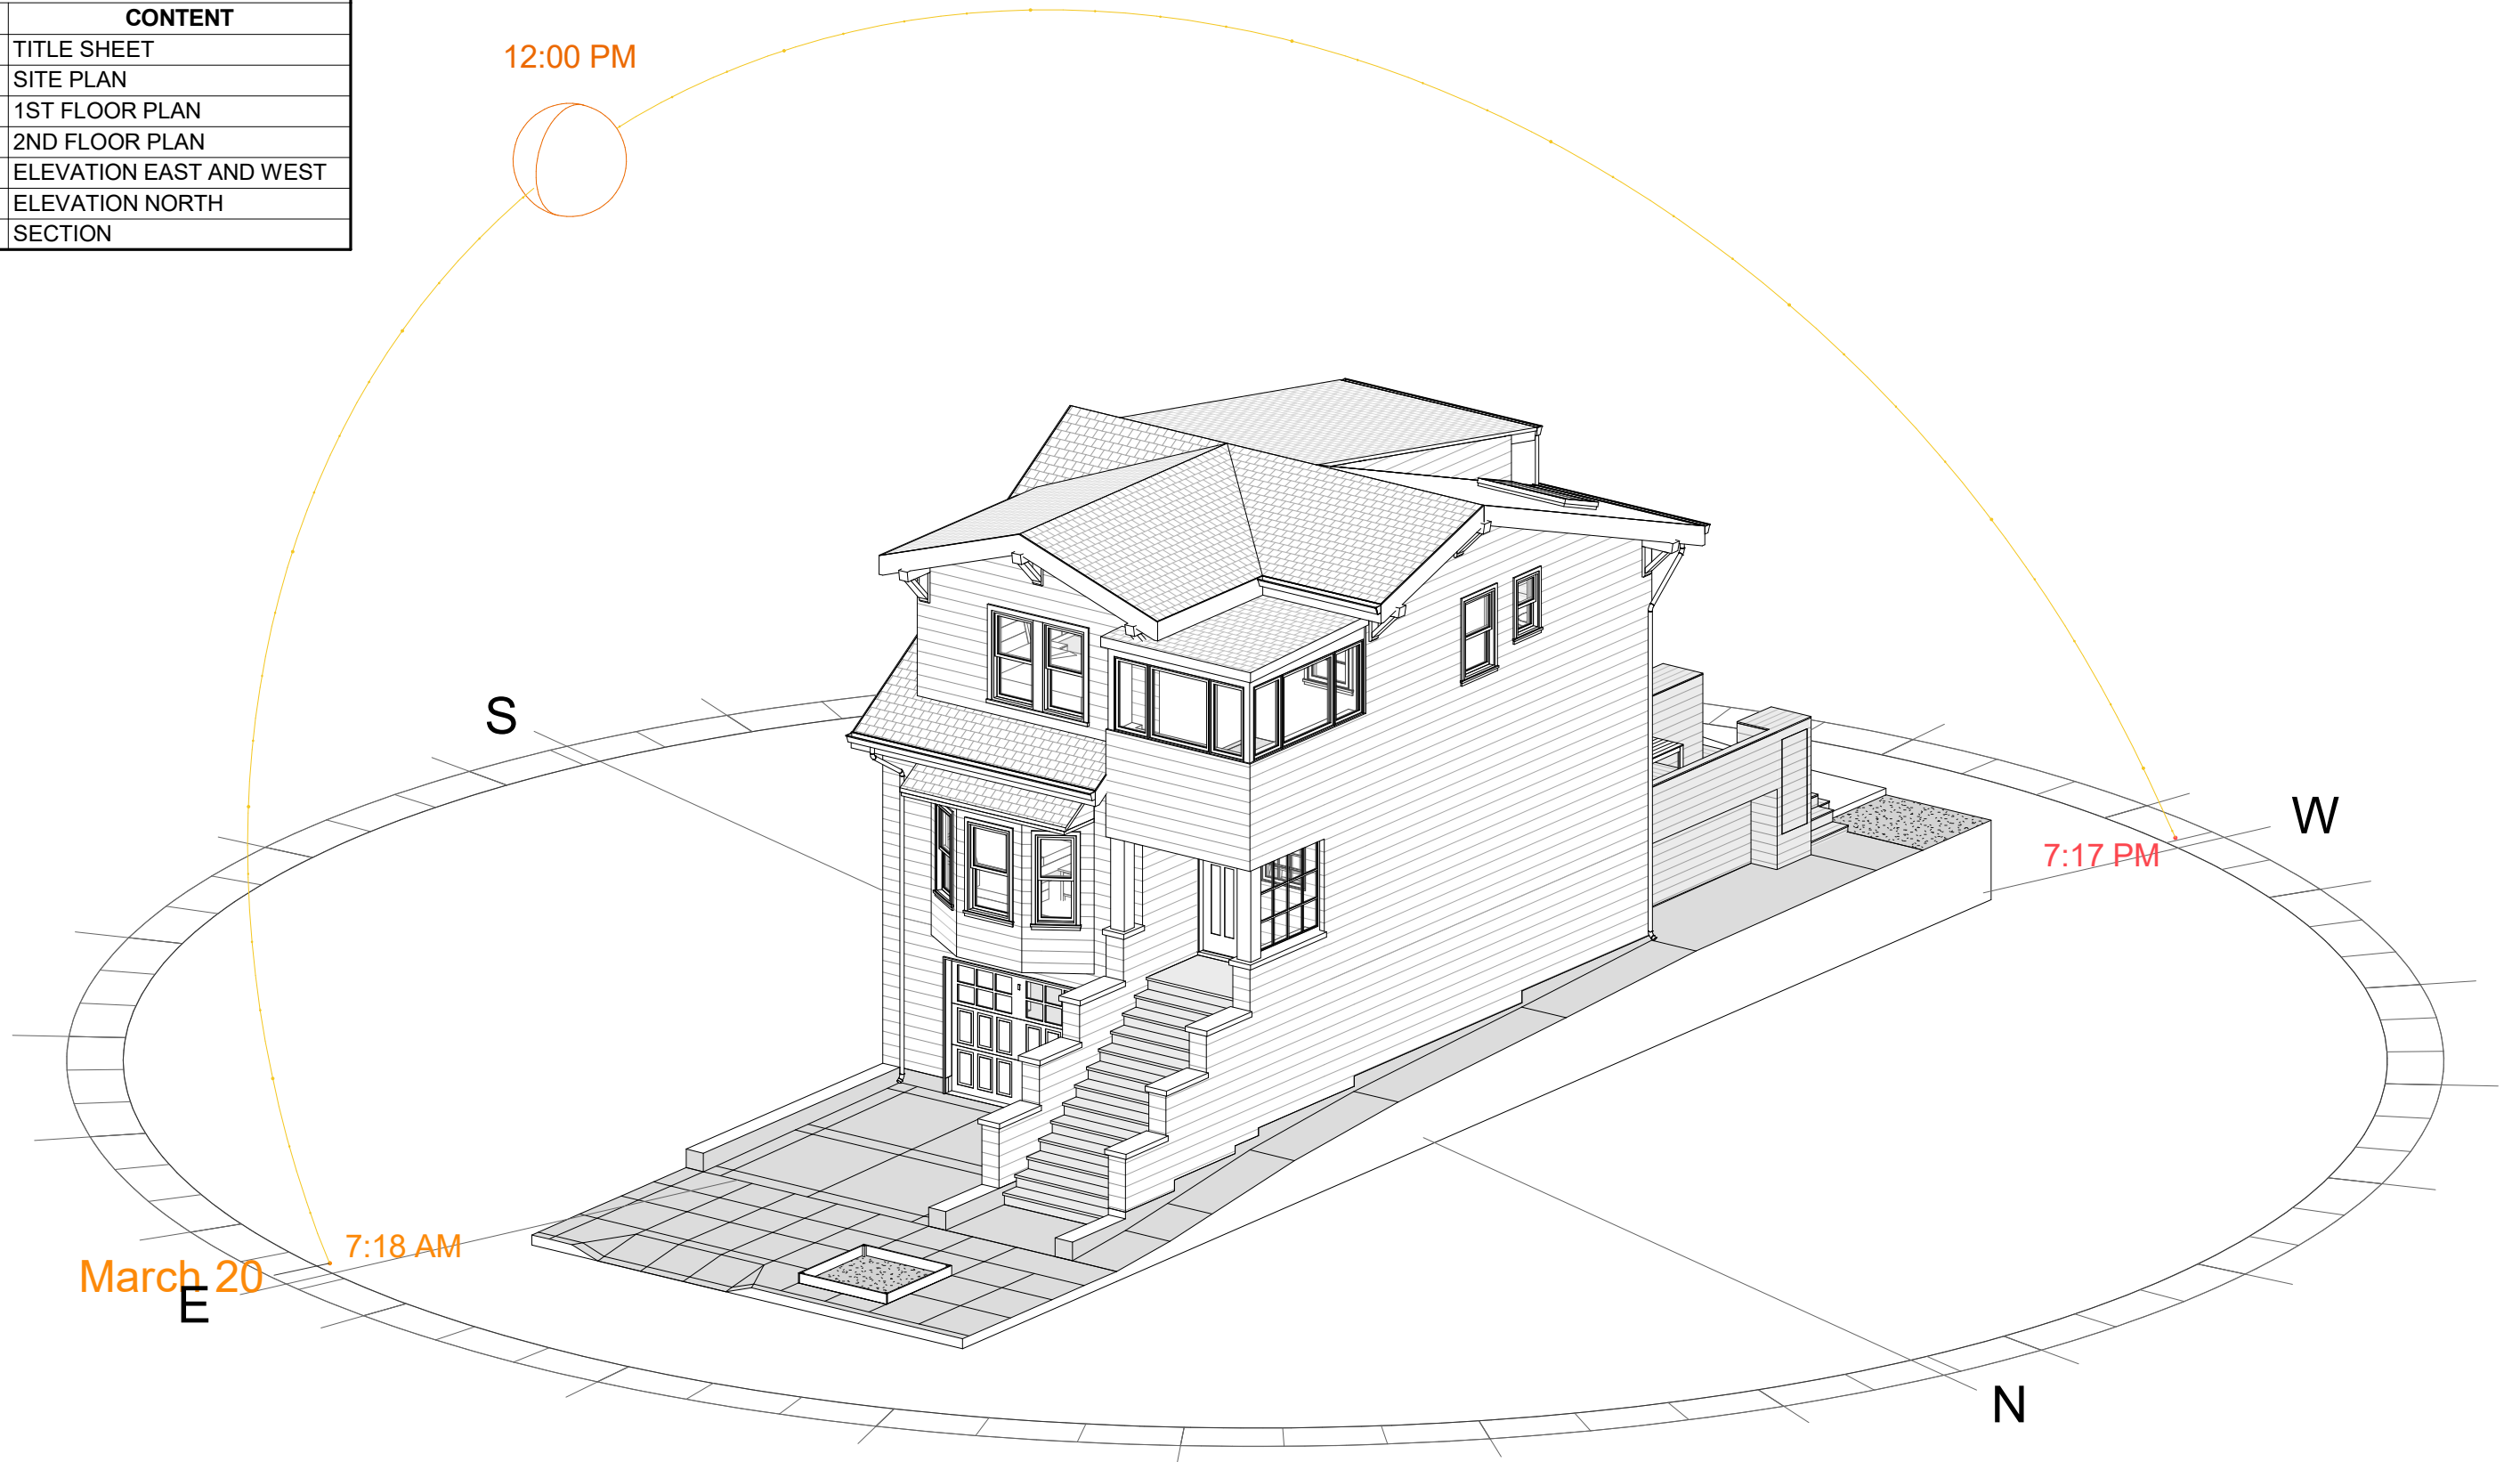 CONTENT
TITLE SHEET
SITE PLAN
1ST FLOOR PLAN
2ND FLOOR PLAN
ELEVATION EAST AND WEST
ELEVATION NORTH
SECTION
12:00 PM
S
W
7:17 PM
7:18 AM
March 20
E
N